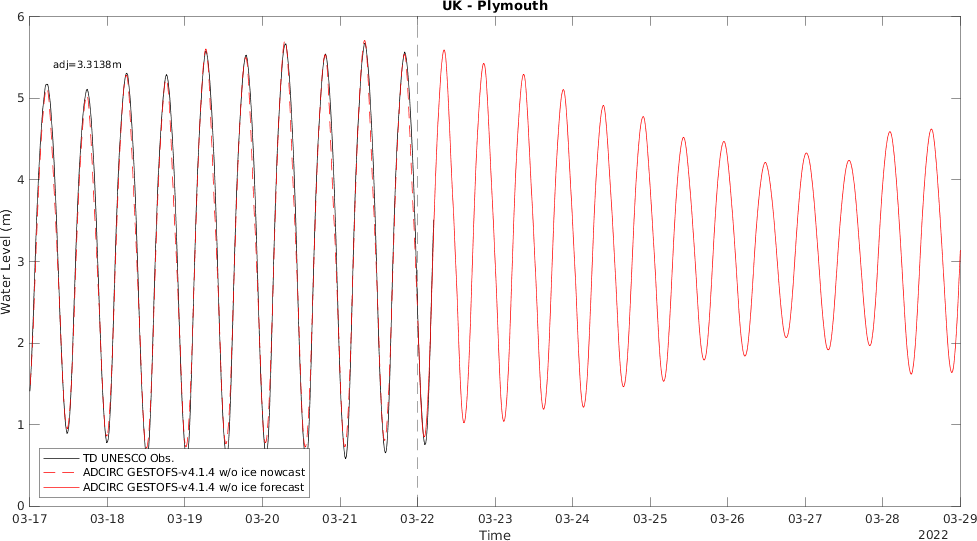 UK - Plymouth
6
adj=3.3138m
5
4
3
2
1
0
Water Level (m)
TD UNESCO Obs.
ADCIRC GESTOFS-v4.1.4 w/o ice nowcast
ADCIRC GESTOFS-v4.1.4 w/o ice forecast
03-17 03-18 03-19 03-20 03-21 03-22 03-23 03-24 03-25 03-26 03-27 03-28 03-29
Time
2022